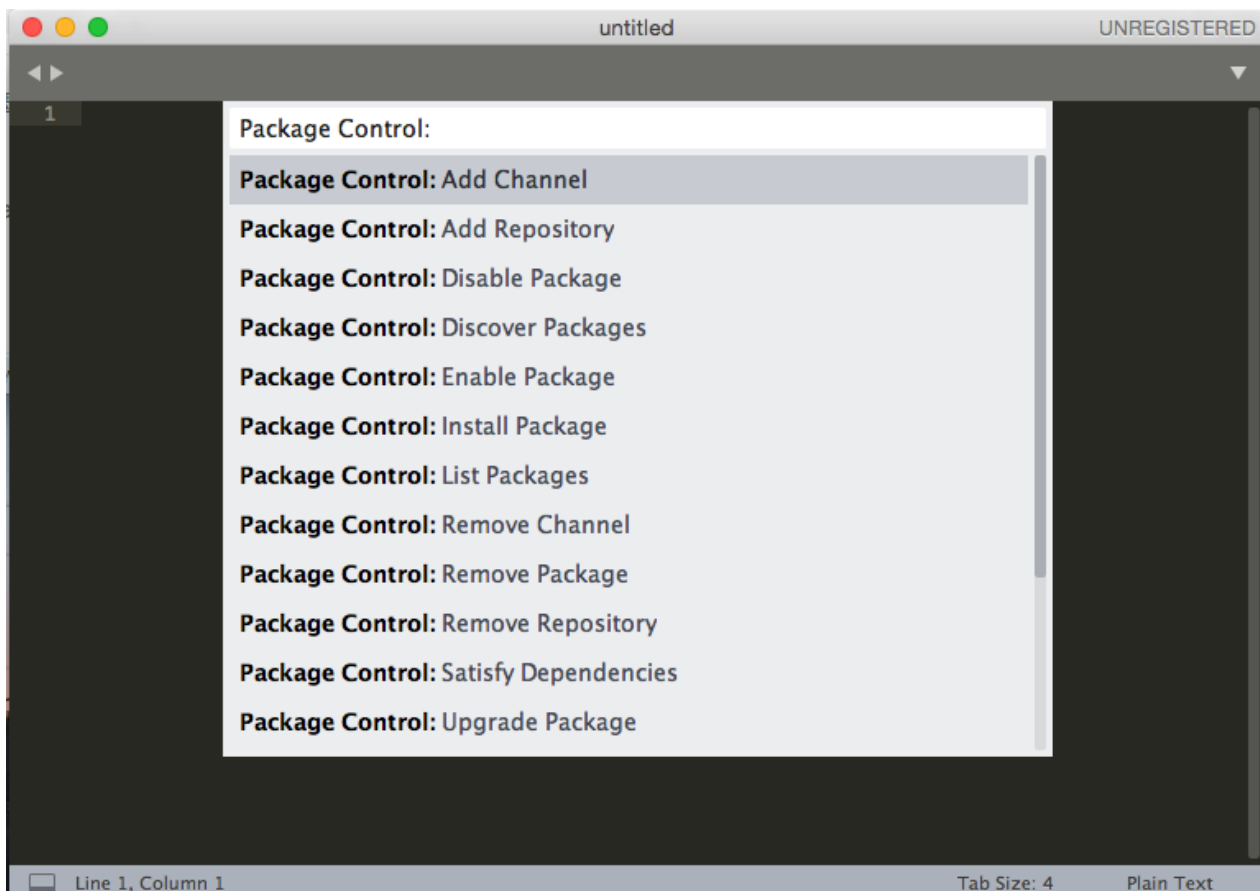 untitled UNREGISTERED
1
Package Control:
Package Control: Add Channel
Package Control: Add Repository
Package Control: Disable Package
Package Control: Discover Packages
Package Control: Enable Package
Package Control: Install Package
Package Control: List Packages
Package Control: Remove Channel
Package Control: Remove Package
Package Control: Remove Repository
Package Control: Satisfy Dependencies
Package Control: Upgrade Package
Line 1, Column 1 Tab Size: 4 Plain Text